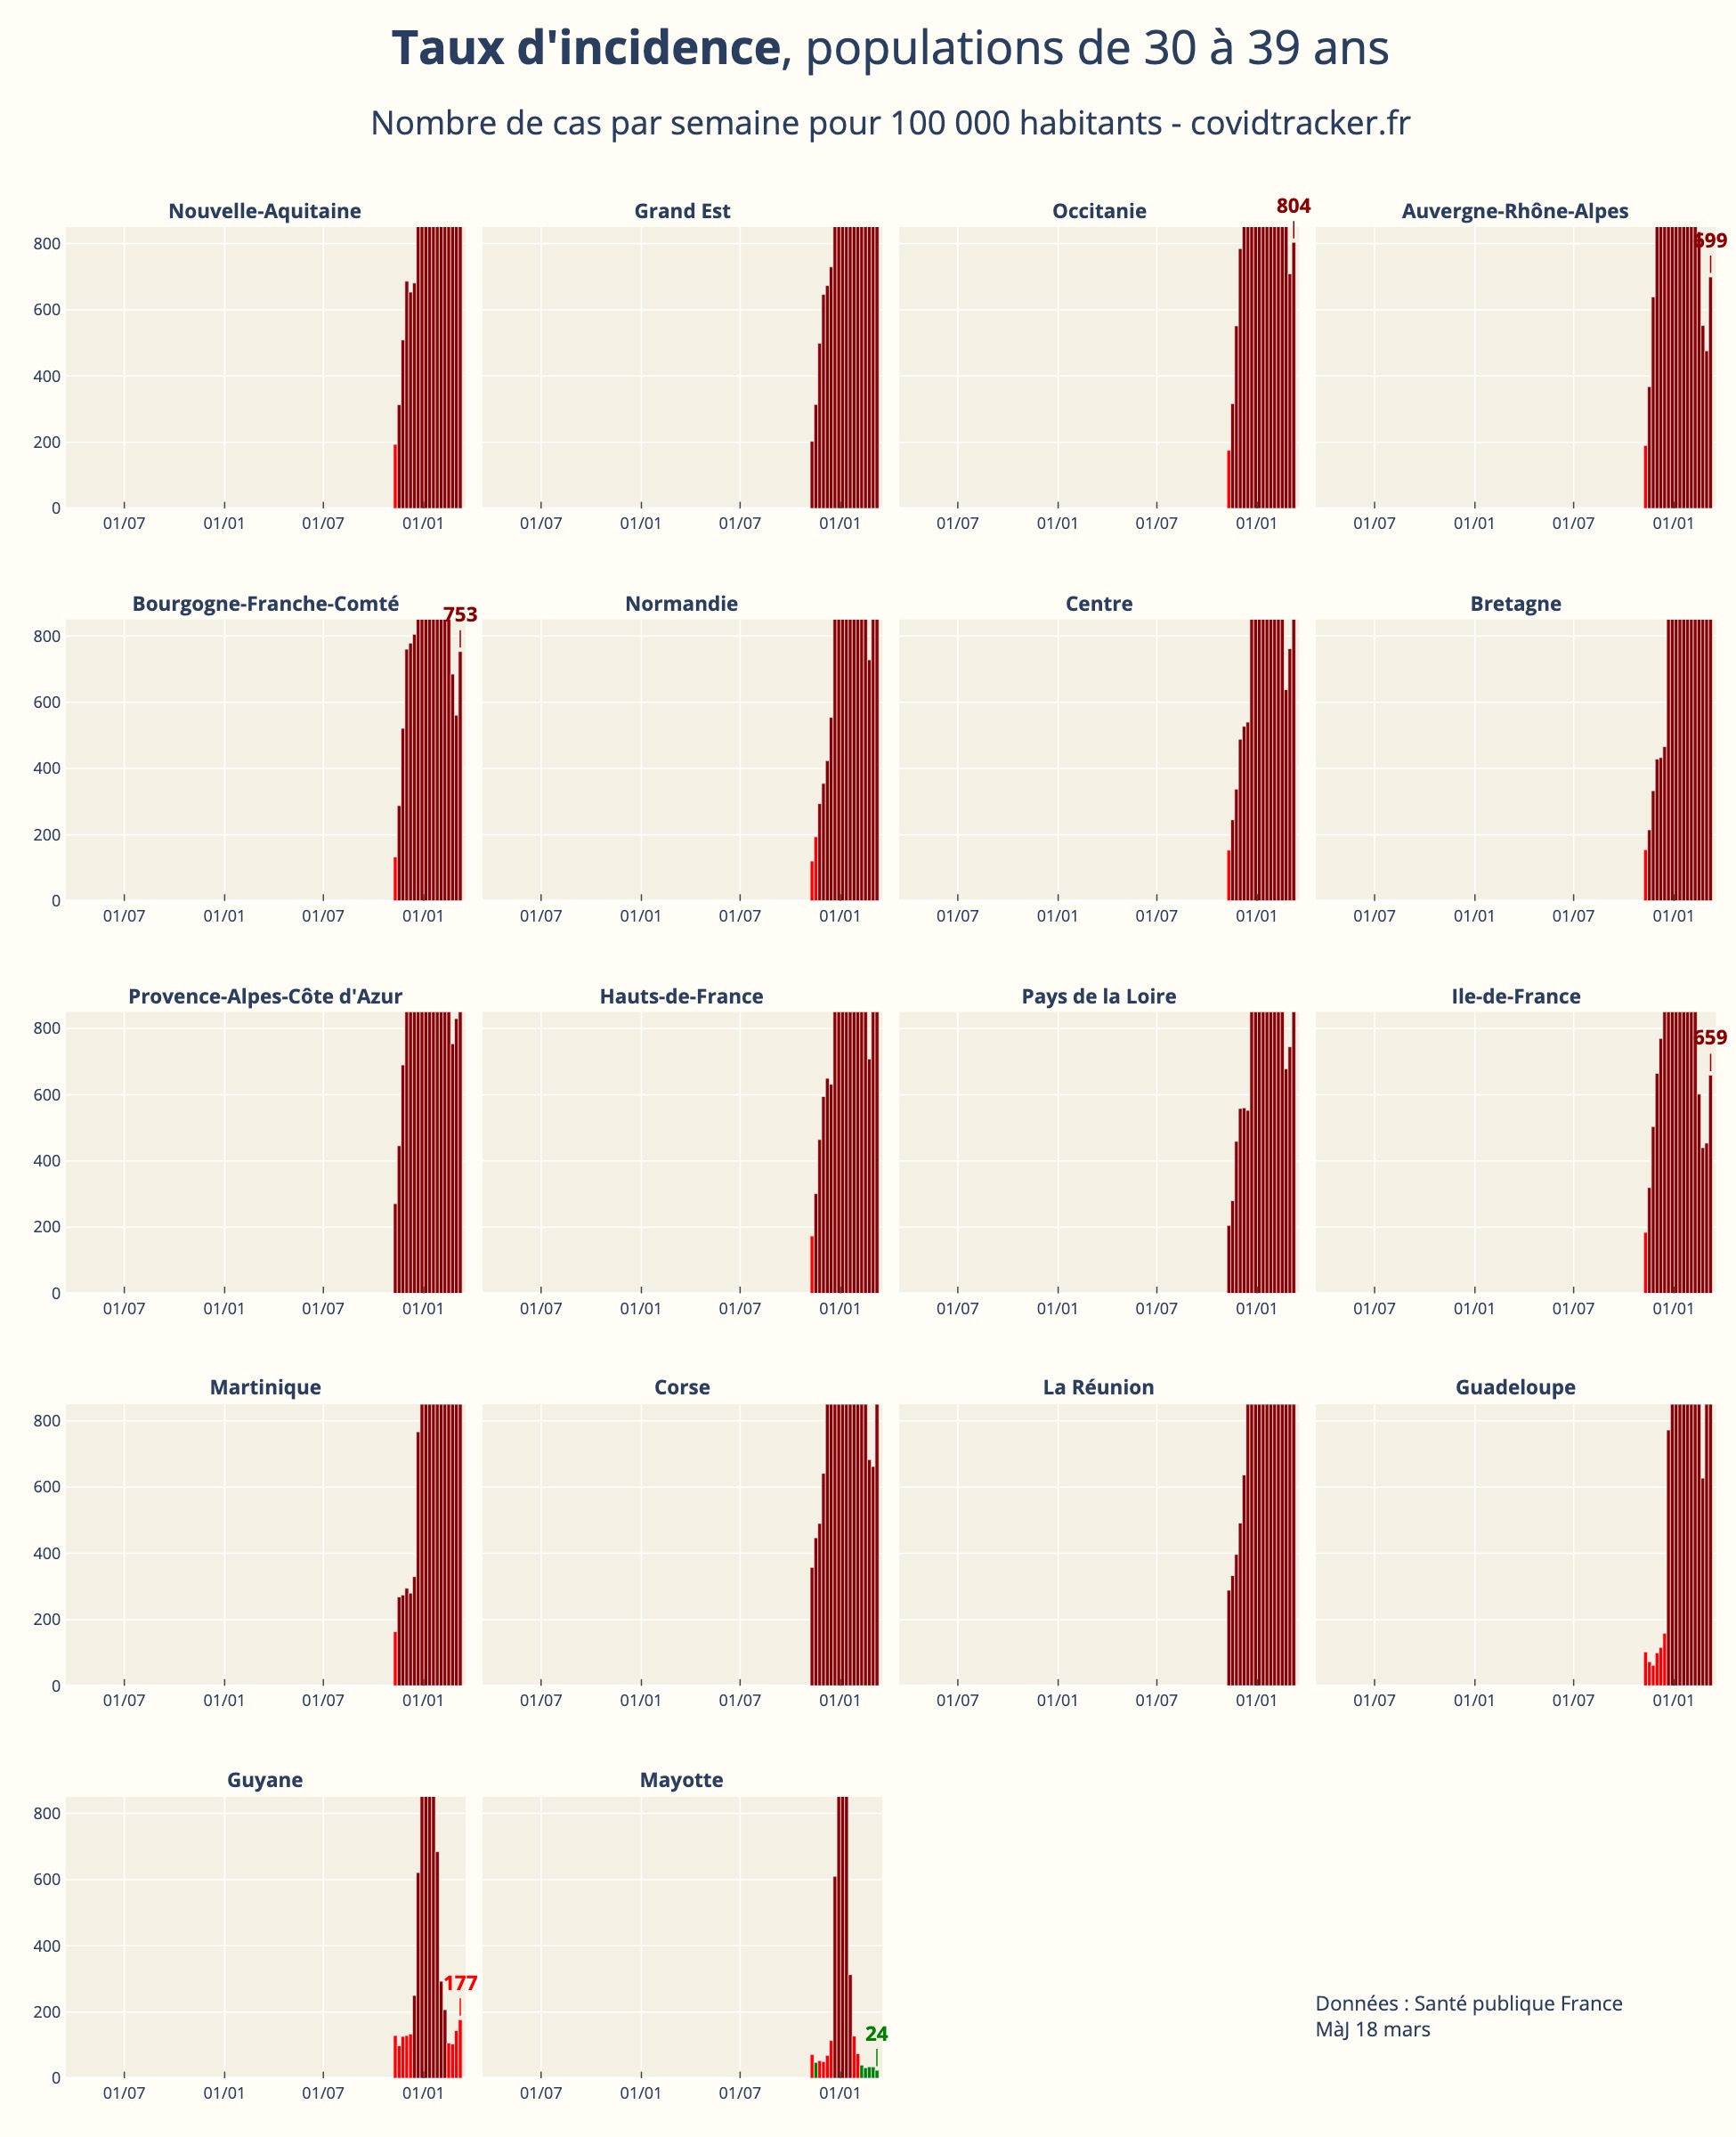 Taux d'incidence, populations de 30 à 39 ans
Nombre de cas par semaine pour 100 000 habitants - covidtracker.fr
Nouvelle-Aquitaine
Grand Est
Occitanie
804
Auvergne-Rhône-Alpes
699
800
600
400
200
0
01/07 01/01 01/07 01/01
01/07 01/01 01/07 01/01
01/07 01/01 01/07 01/01
01/07 01/01 01/07 01/01
Bourgogne-Franche-Comté
753
Normandie
Centre
Bretagne
800
600
400
200
0
01/07 01/01 01/07 01/01
01/07 01/01 01/07 01/01
01/07 01/01 01/07 01/01
01/07 01/01 01/07 01/01
Provence-Alpes-Côte d'Azur
Hauts-de-France
Pays de la Loire
Ile-de-France
659
800
600
400
200
0
01/07 01/01 01/07 01/01
01/07 01/01 01/07 01/01
01/07 01/01 01/07 01/01
01/07 01/01 01/07 01/01
Martinique
Corse
La Réunion
Guadeloupe
800
600
400
200
0
01/07 01/01 01/07 01/01
01/07 01/01 01/07 01/01
01/07 01/01 01/07 01/01
01/07 01/01 01/07 01/01
Guyane
Mayotte
800
600
400
200
0
177
24
01/07 01/01 01/07 01/01
01/07 01/01 01/07 01/01
Données : Santé publique France
MàJ 18 mars